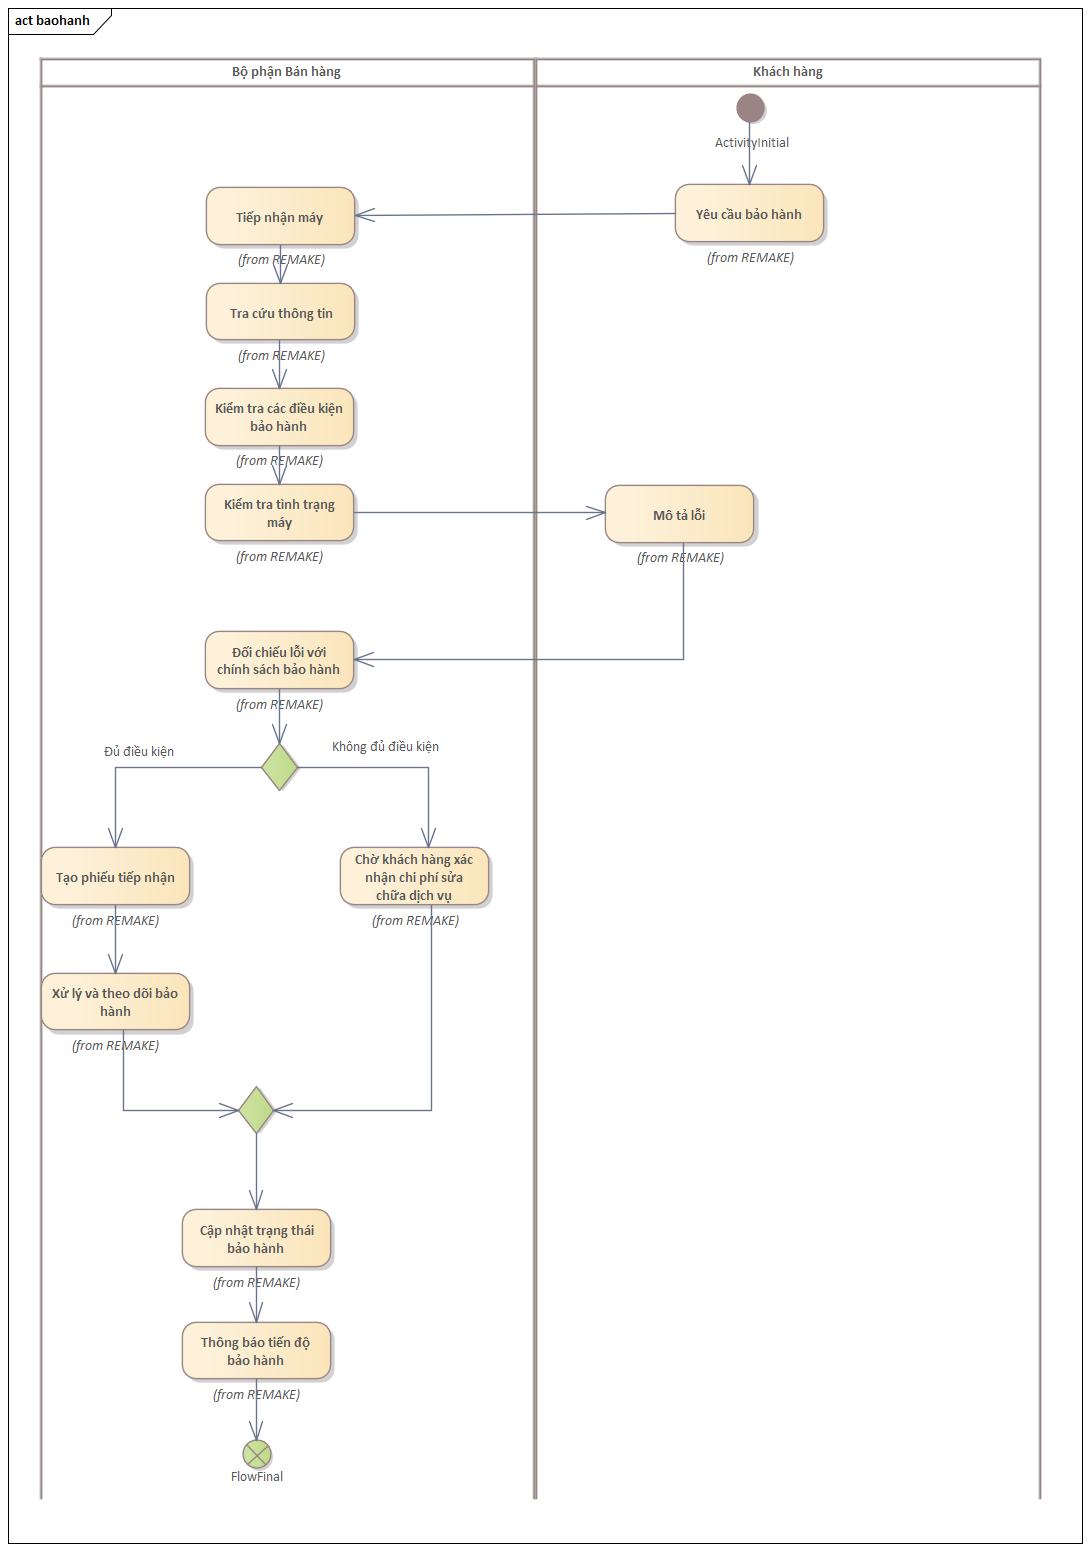 act baohanh
Bộ phận Bán hàng
Khách hàng
ActivityInitial
Yêu cầu bảo hành
(from REMAKE)
Tiếp nhận máy
(from REMAKE)
Tra cứu thông tin
(from REMAKE)
Kiểm tra các điều kiện
bảo hành
(from REMAKE)
Kiểm tra tình trạng
máy
(from REMAKE)
Mô tả lỗi
(from REMAKE)
Đối chiếu lỗi với
chính sách bảo hành
(from REMAKE)
Đủ điều kiện
Không đủ điều kiện
Tạo phiếu tiếp nhận
(from REMAKE)
Chờ khách hàng xác
nhận chi phí sửa
chữa dịch vụ
(from REMAKE)
Xử lý và theo dõi bảo
hành
(from REMAKE)
Cập nhật trạng thái
bảo hành
(from REMAKE)
Thông báo tiến độ
bảo hành
(from REMAKE)
FlowFinal